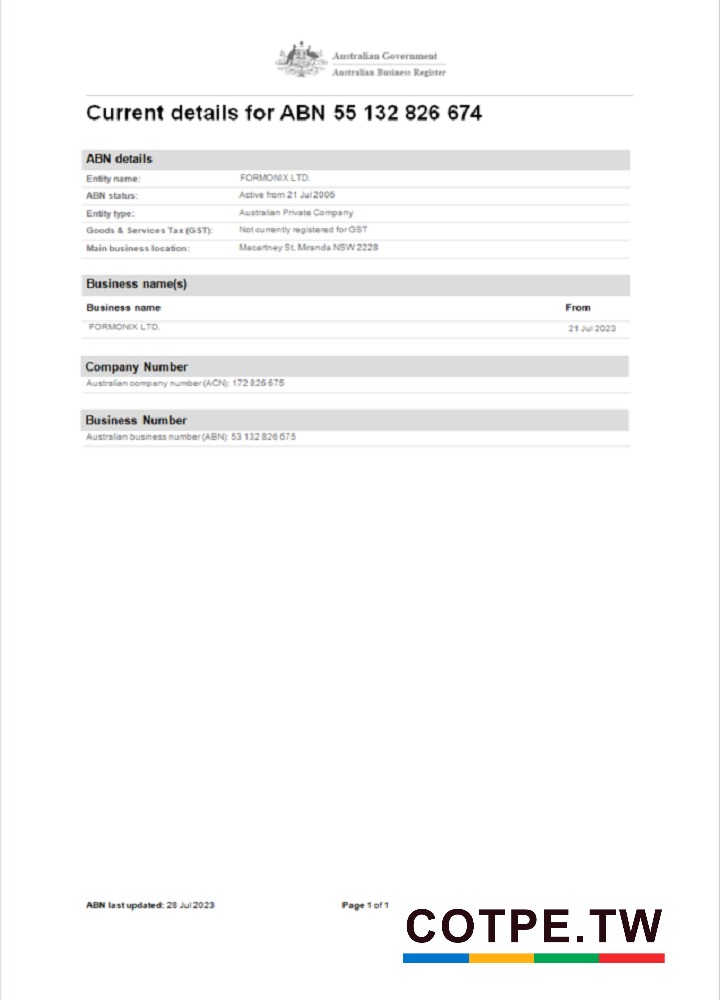 Australian Government
Australian Business Register
Current details for ABN 55 132 826 674
ABN details
Entity name: FORMONIX LTD.
ABN status: Active from 21 Jul 2006
Entity type: Australian Private Company
Goods & Services Tax (GST): Not currently registered for GST
Main business location: Macartney St, Miranda NSW 2228
Business name(s)
Business name From
FORMONIX LTD. 21 Jul 2023
Company Number
Australian company number (ACN): 172 826 675
Business Number
Australian business number (ABN): 53 132 826 675
ABN last updated: 28 Jul 2023 Page 1 of 1
COTPE.TW